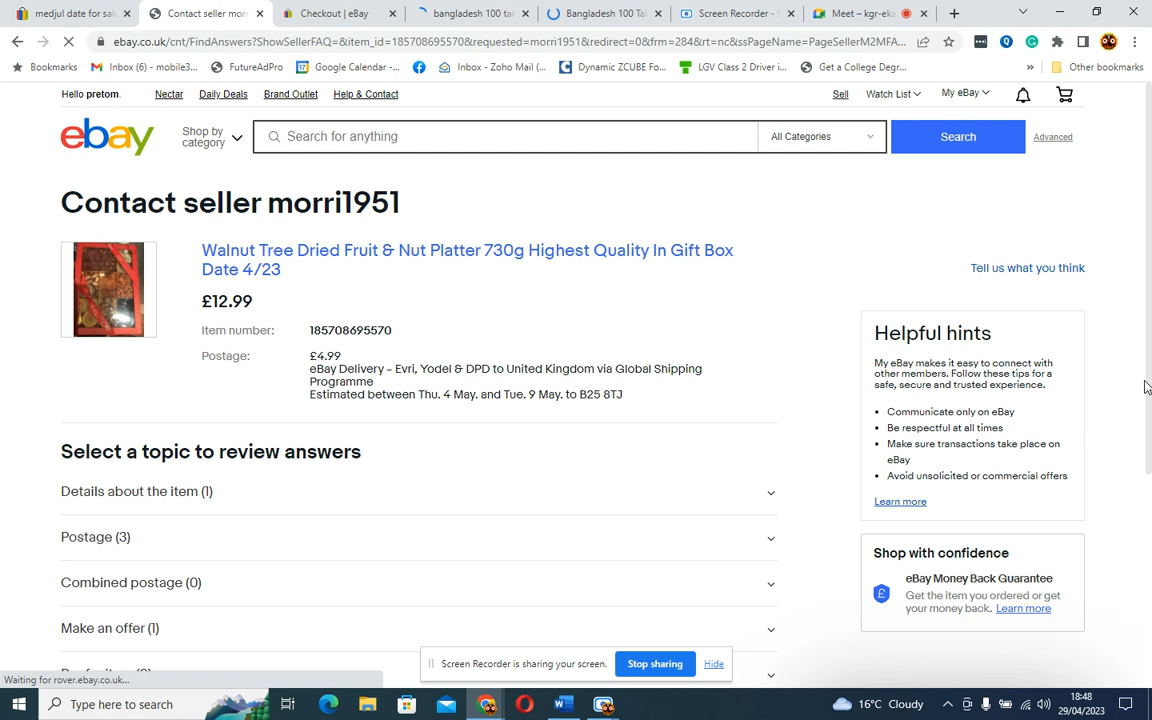 medjul date for sal
Contact seller morr
Checkout | eBay
bangladesh 100 tak
Bangladesh 100 Tak
Screen Recorder - S
Meet – kgr-eka
ebay.co.uk/cnt/FindAnswers?ShowSellerFAQ=&item_id=185708695570&requested=morri1951&redirect=0&frm=284&rt=nc&ssPageName=PageSellerM2MFA...
Bookmarks
Inbox (6) - mobile3...
FutureAdPro
Google Calendar -...
Inbox - Zoho Mail (...
Dynamic ZCUBE Fo...
LGV Class 2 Driver i...
Get a College Degr...
»
Other bookmarks
Hello pretom.
Nectar
Daily Deals
Brand Outlet
Help & Contact
Sell
Watch List
My eBay
ebay
Shop by
category
Search for anything
All Categories
Search
Advanced
Contact seller morri1951
Walnut Tree Dried Fruit & Nut Platter 730g Highest Quality In Gift Box
Date 4/23
Tell us what you think
£12.99
Item number: 185708695570
Postage: £4.99
eBay Delivery – Evri, Yodel & DPD to United Kingdom via Global Shipping
Programme
Estimated between Thu. 4 May. and Tue. 9 May. to B25 8TJ
Helpful hints
My eBay makes it easy to connect with
other members. Follow these tips for a
safe, secure and trusted experience.
• Communicate only on eBay
• Be respectful at all times
• Make sure transactions take place on
eBay
• Avoid unsolicited or commercial offers
Learn more
Select a topic to review answers
Details about the item (1)
Postage (3)
Combined postage (0)
Make an offer (1)
Shop with confidence
eBay Money Back Guarantee
Get the item you ordered or get
your money back. Learn more
Screen Recorder is sharing your screen.
Stop sharing
Hide
Waiting for rover.ebay.co.uk...
Type here to search
16°C Cloudy
18:48
29/04/2023